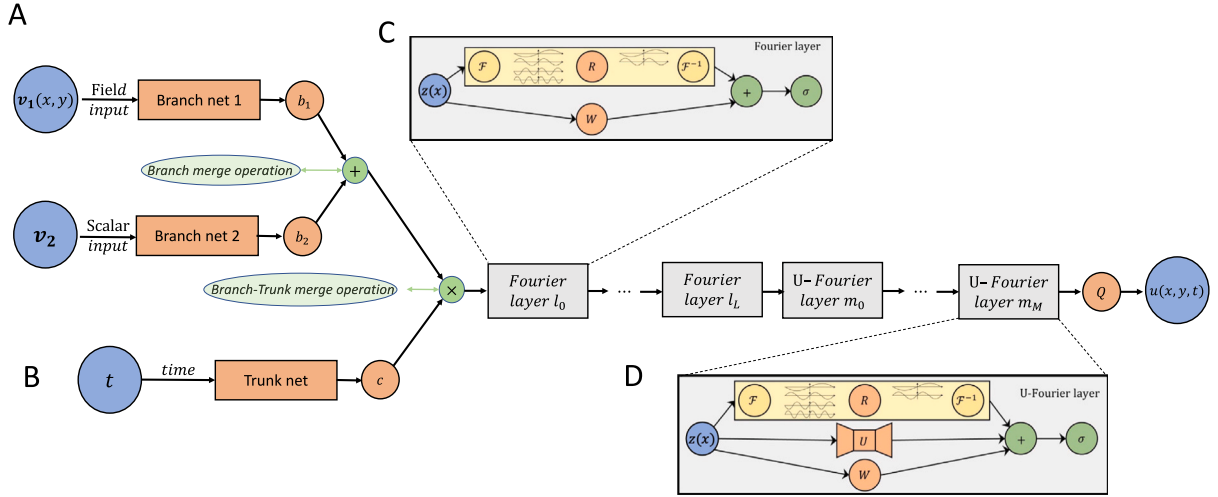 A
v₁(x, y)
Field
input
Branch net 1
b₁
Branch merge operation
+
v₂
Scalar
input
Branch net 2
b₂
Branch-Trunk merge operation
×
B
t
time
Trunk net
c
C
Fourier layer
z(x)
ℱ
R
ℱ⁻¹
W
+
σ
Fourier
layer l₀
...
Fourier
layer l_L
U– Fourier
layer m₀
...
U– Fourier
layer m_M
Q
u(x, y, t)
D
U-Fourier layer
z(x)
ℱ
R
ℱ⁻¹
U
W
+
σ